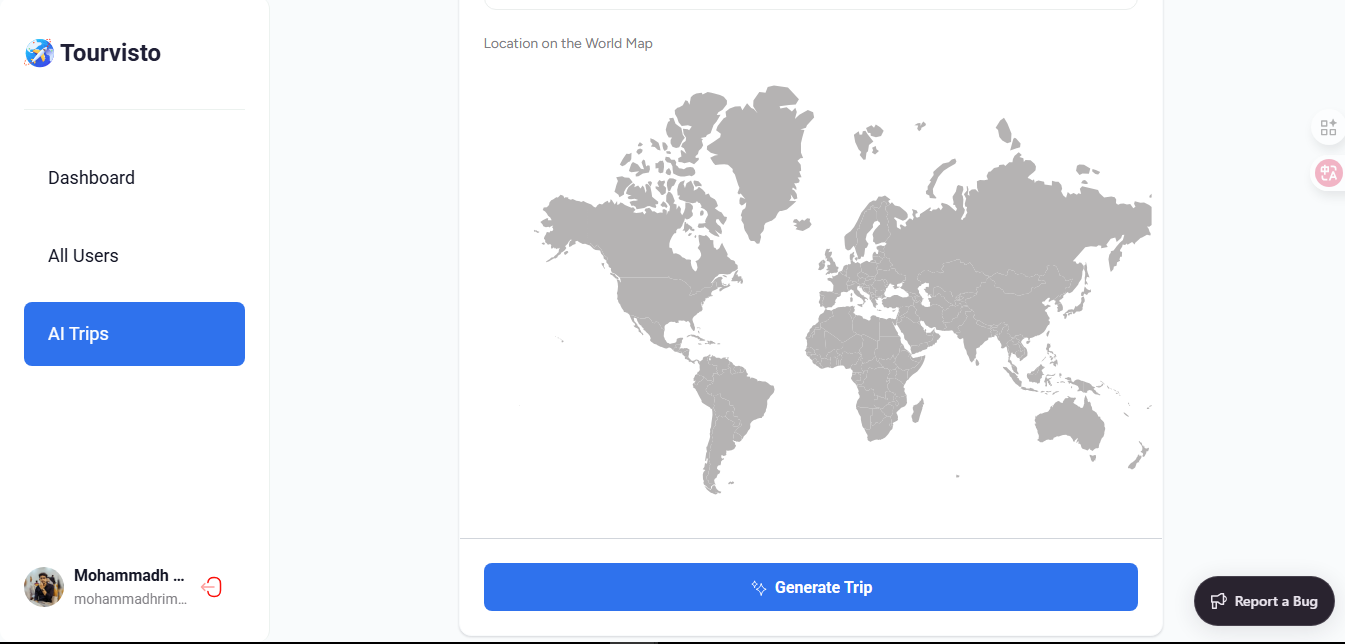 Tourvisto
Dashboard
All Users
AI Trips
Mohammadh ...
mohammadhrim...
Location on the World Map
Generate Trip
Report a Bug